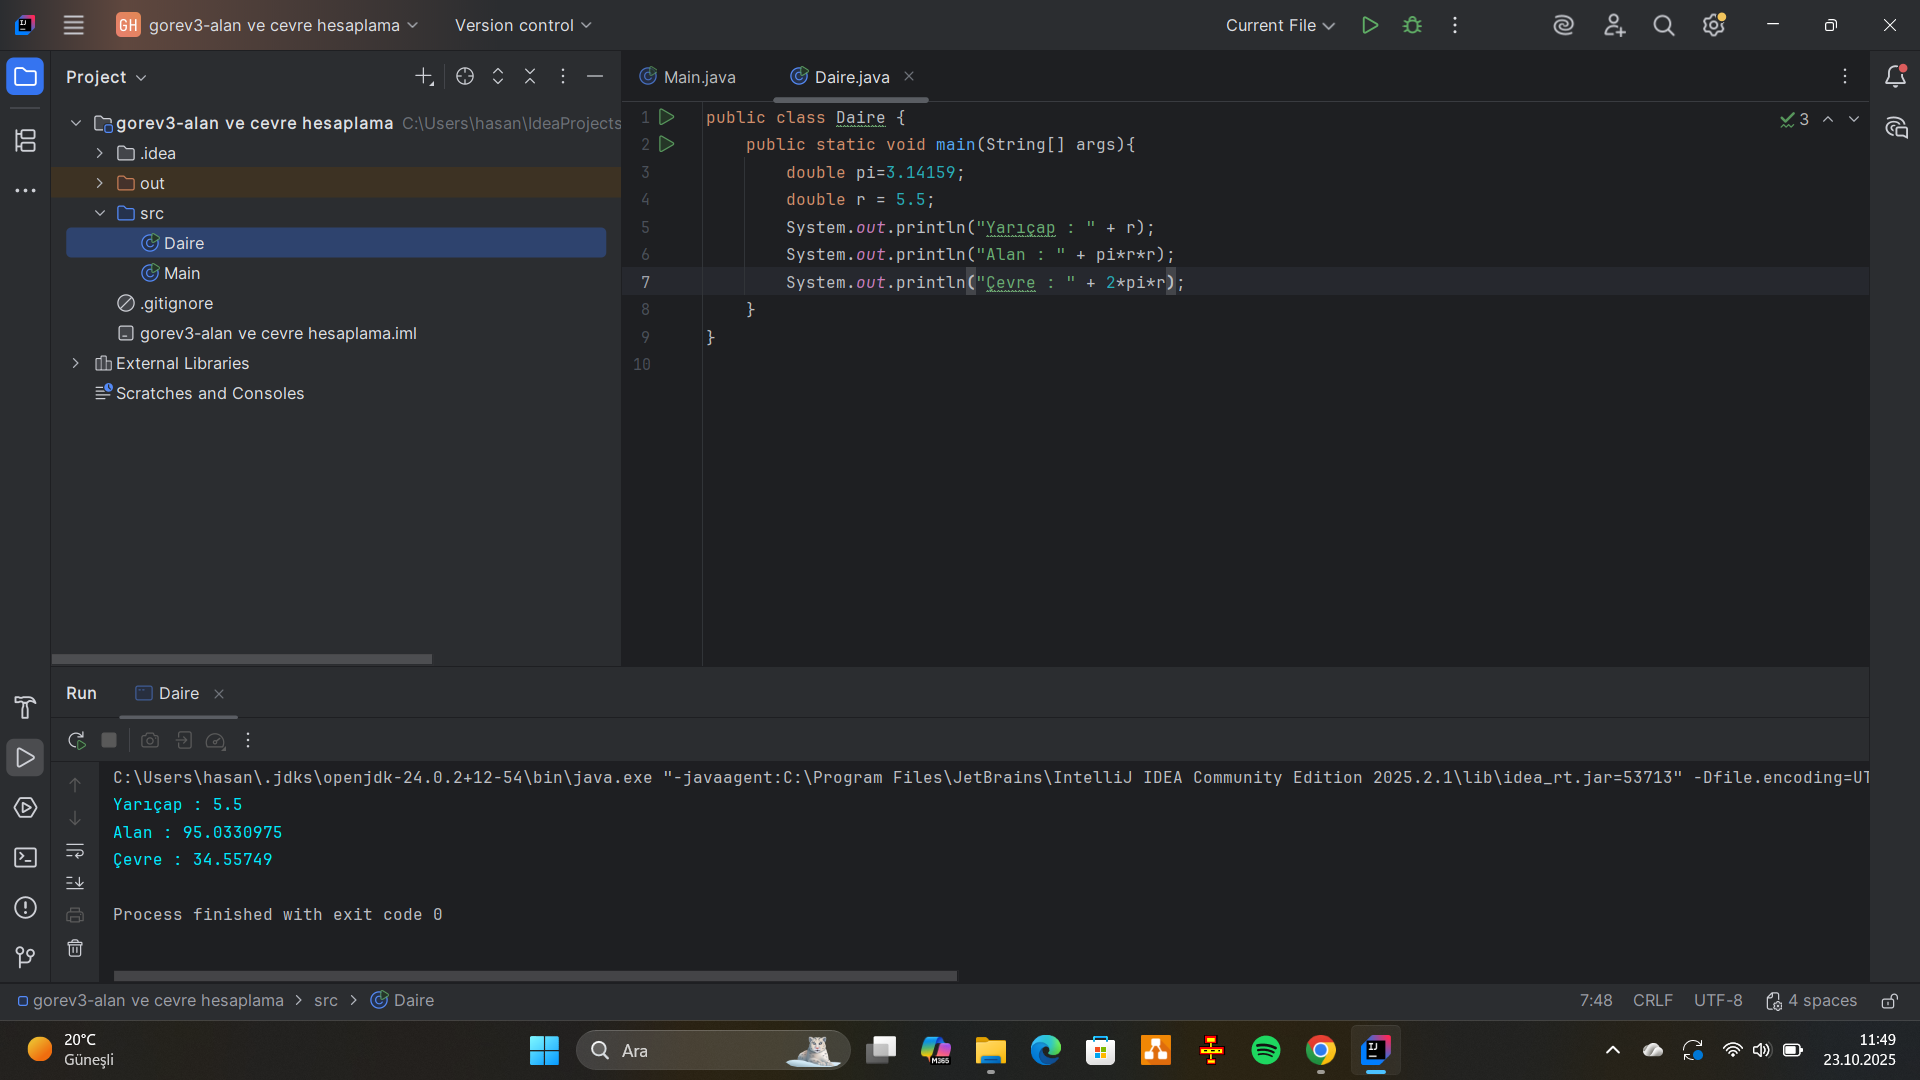 GH gorev3-alan ve cevre hesaplama Version control Current File
Project
Main.java Daire.java
gorev3-alan ve cevre hesaplama C:\Users\hasan\IdeaProjects
.idea
out
src
Daire
Main
.gitignore
gorev3-alan ve cevre hesaplama.iml
External Libraries
Scratches and Consoles
3
1 public class Daire {
2 public static void main(String[] args){
3 double pi=3.14159;
4 double r = 5.5;
5 System.out.println("Yarıçap : " + r);
6 System.out.println("Alan : " + pi*r*r);
7 System.out.println("Çevre : " + 2*pi*r);
8 }
9 }
10
Run Daire
C:\Users\hasan\.jdks\openjdk-24.0.2+12-54\bin\java.exe "-javaagent:C:\Program Files\JetBrains\IntelliJ IDEA Community Edition 2025.2.1\lib\idea_rt.jar=53713" -Dfile.encoding=UT
Yarıçap : 5.5
Alan : 95.0330975
Çevre : 34.55749
Process finished with exit code 0
gorev3-alan ve cevre hesaplama > src > Daire
7:48 CRLF UTF-8 4 spaces
20°C
Güneşli
Ara
M365
IJ
11:49
23.10.2025